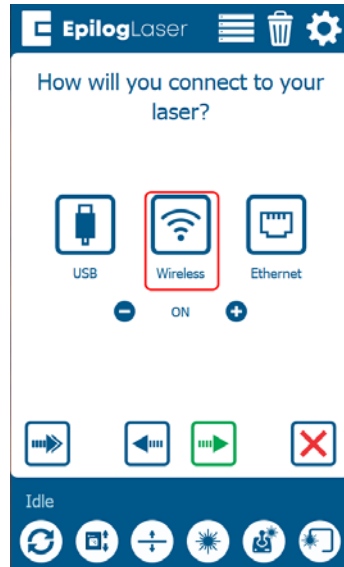 EpilogLaser
How will you connect to your
laser?
USB
Wireless
Ethernet
ON
Idle